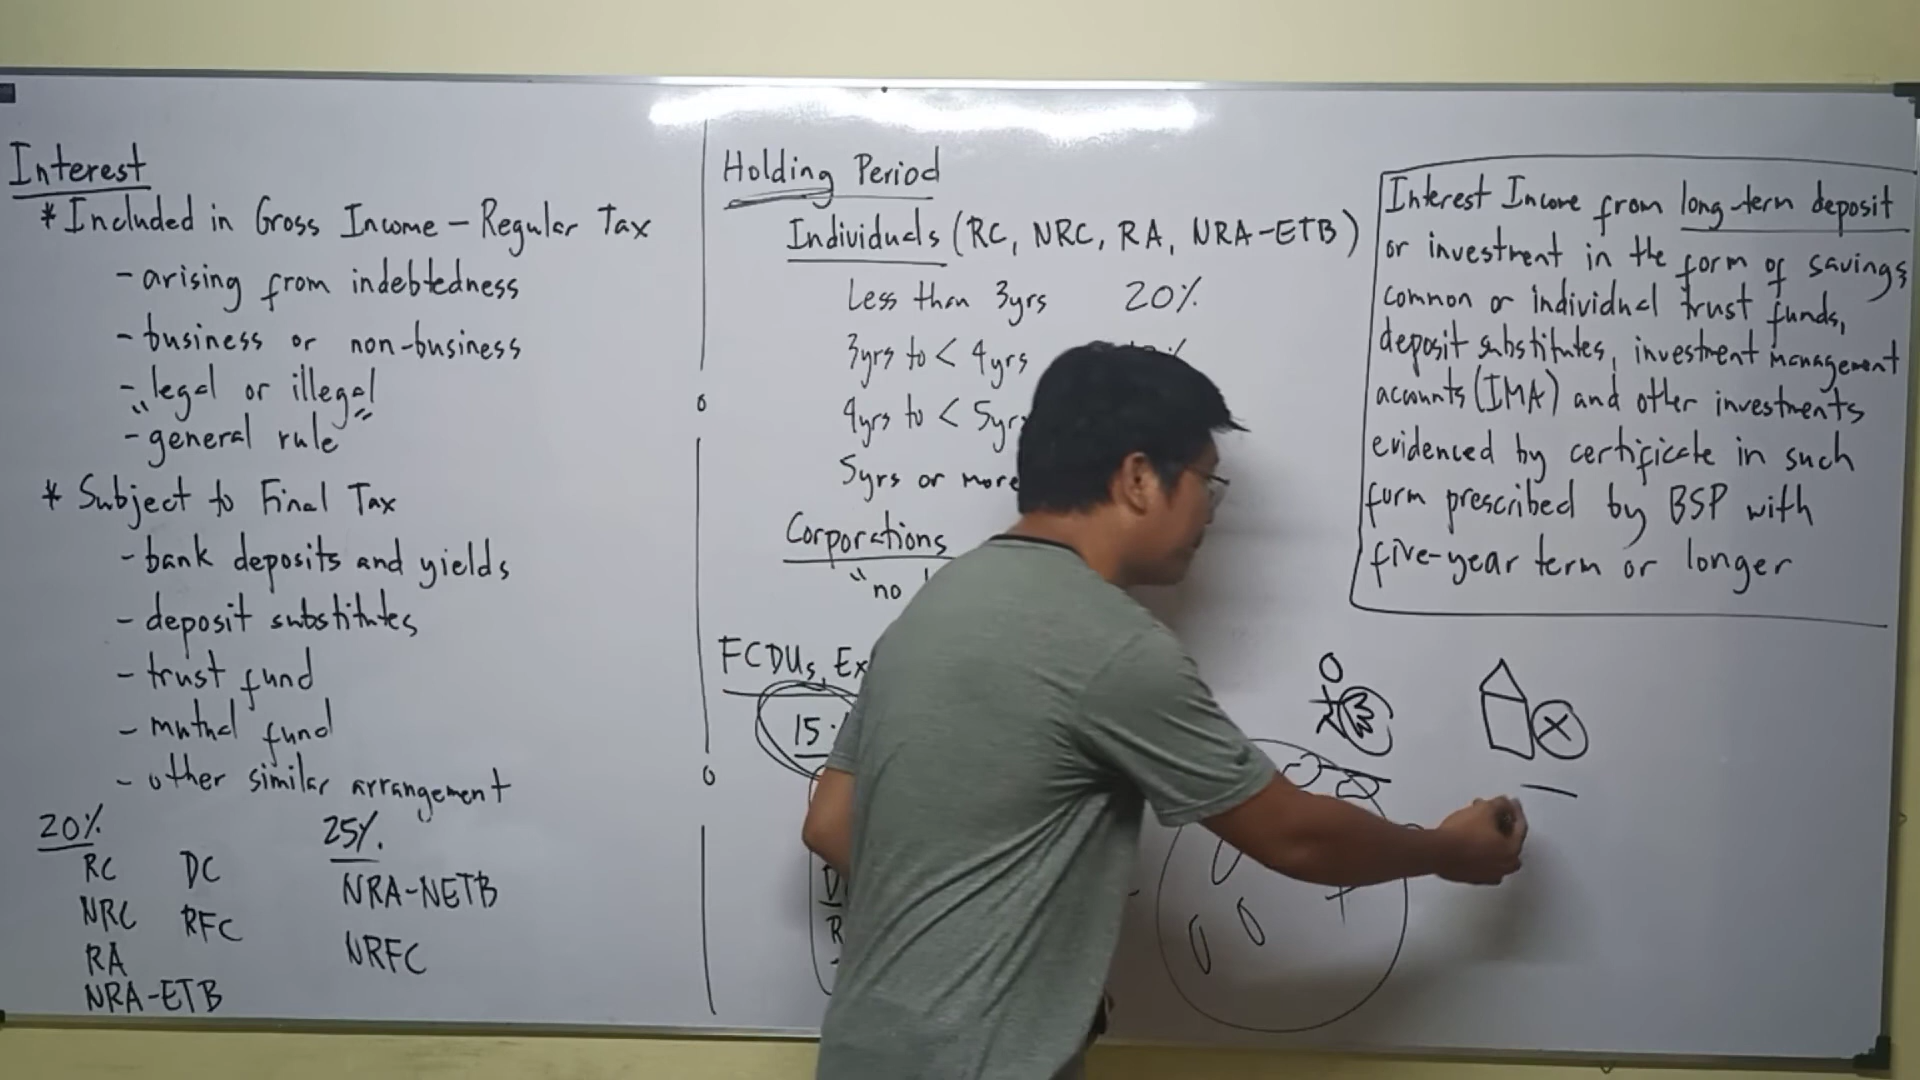 Interest
* Included in Gross Income - Regular Tax
- arising from indebtedness
- business or non-business
- legal or illegal
- "general rule"
* Subject to Final Tax
- bank deposits and yields
- deposit substitutes
- trust fund
- mutual fund
- other similar arrangement
20%
RC DC
NRC RFC
RA
NRA-ETB
25%
NRA-NETB
NRFC
Holding Period
Individuals (RC, NRC, RA, NRA-ETB)
Less than 3yrs 20%
3yrs to < 4yrs
4yrs to < 5yrs
5yrs or more
Corporations
"no
FCDUs, Ex
15%
Interest Income from long-term deposit
or investment in the form of savings,
common or individual trust funds,
deposit substitutes, investment management
accounts (IMA) and other investments
evidenced by certificate in such
form prescribed by BSP with
five-year term or longer